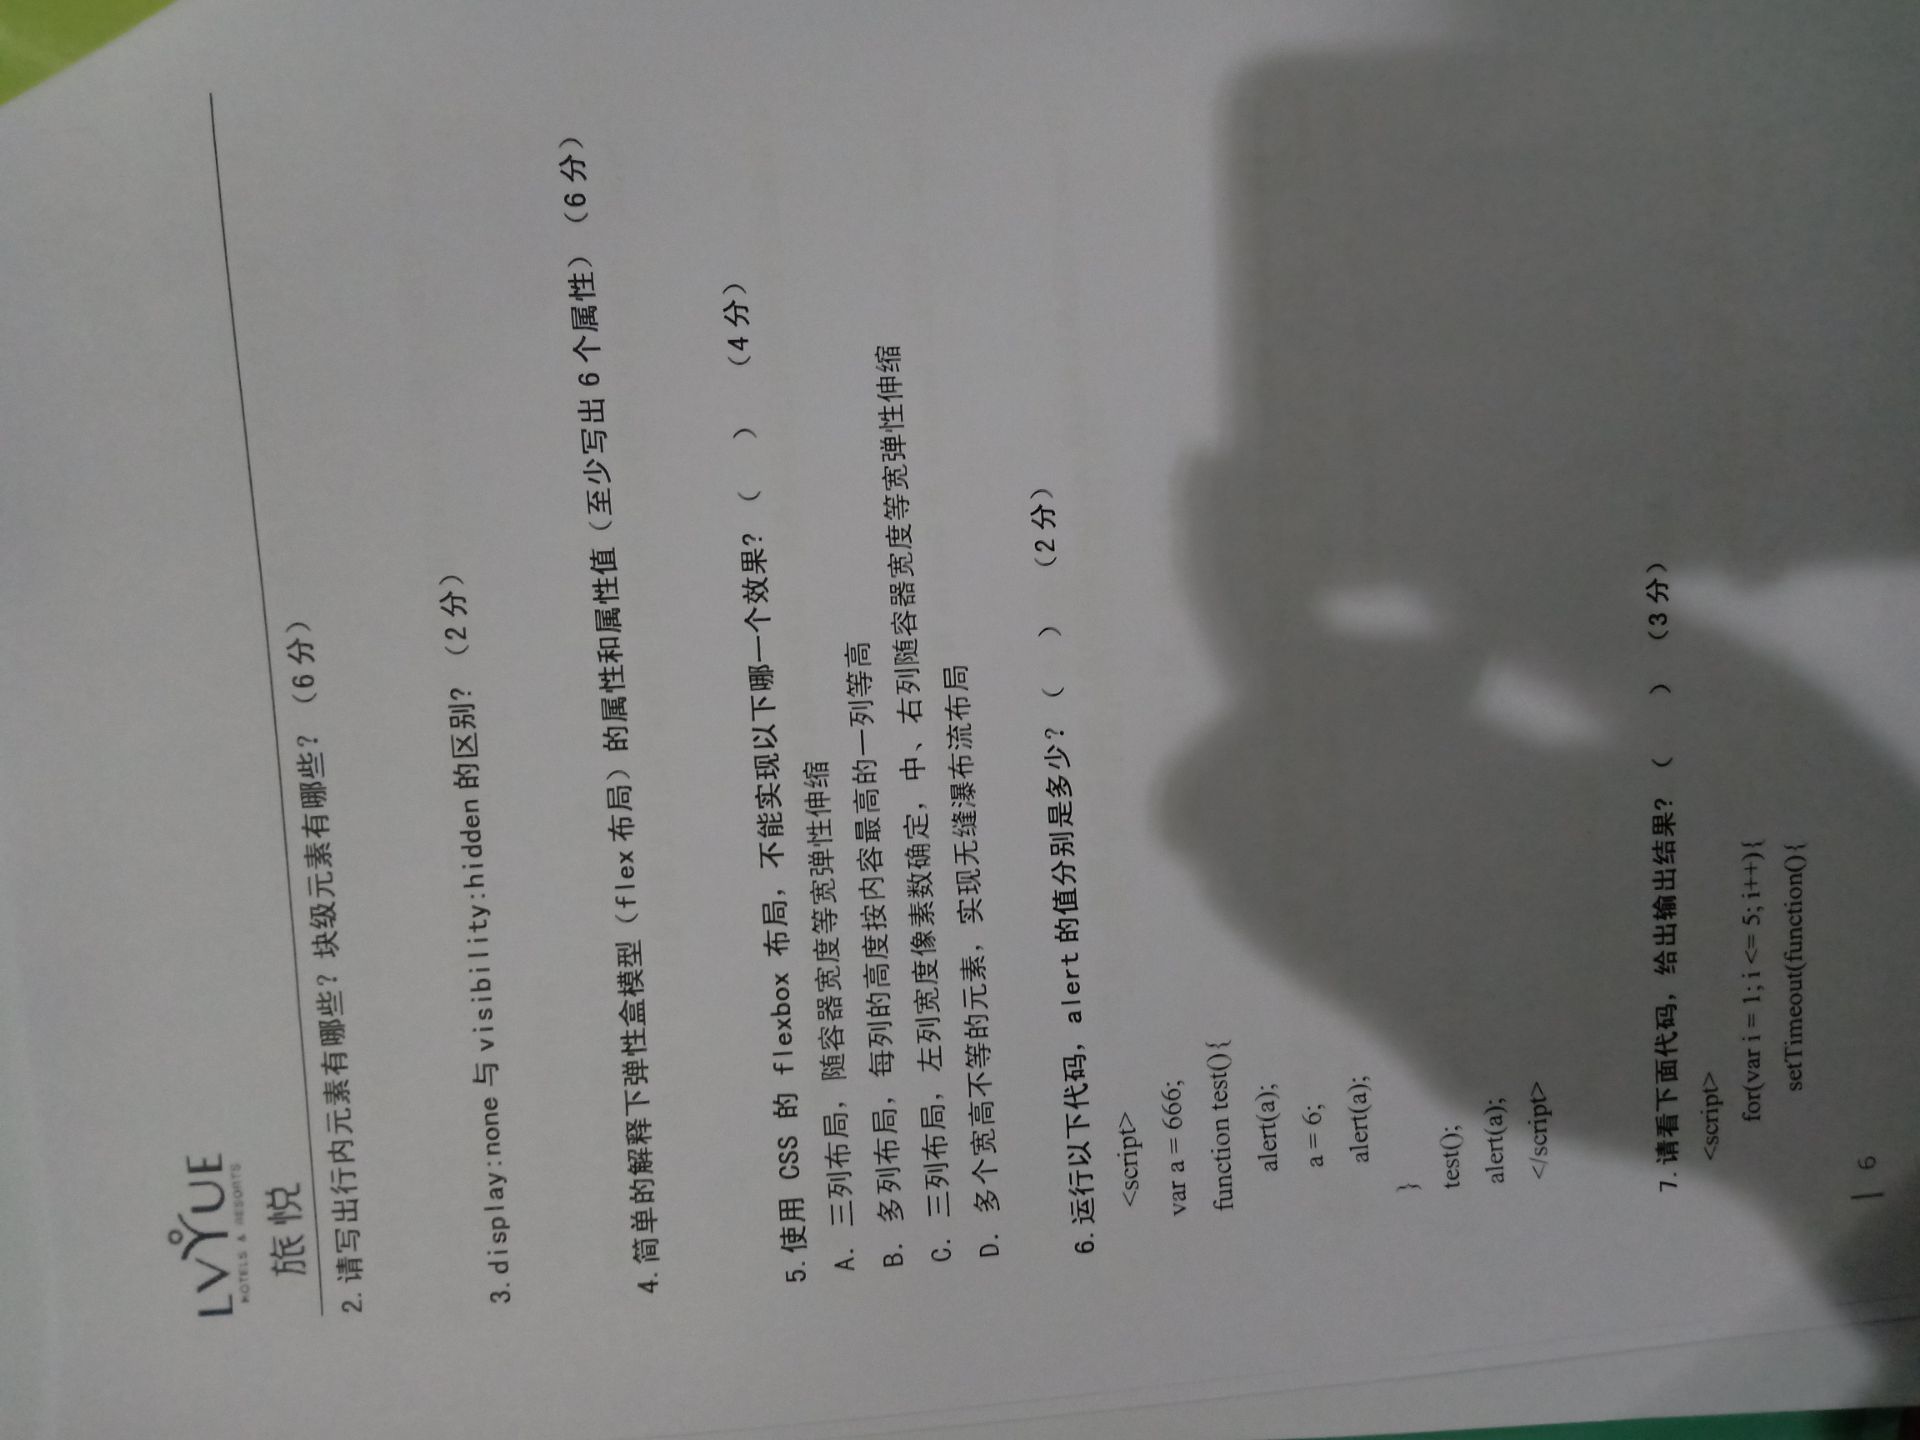 LVYUE
HOTELS & RESORTS
旅悦
2.请写出行内元素有哪些？块级元素有哪些？（6分）
3.display:none 与 visibility:hidden 的区别？（2分）
4.简单的解释下弹性盒模型（flex 布局）的属性和属性值（至少写出 6 个属性）（6分）
5.使用 CSS 的 flexbox 布局，不能实现以下哪一个效果？（ ） （4分）
A. 三列布局，随容器宽度等宽弹性伸缩
B. 多列布局，每列的高度按内容最高的一列等高
C. 三列布局，左列宽度像素数确定，中、右列随容器宽度等宽弹性伸缩
D. 多个宽高不等的元素，实现无缝瀑布流布局
6.运行以下代码，alert 的值分别是多少？（ ） （2分）
<script>
var a = 666;
function test(){
alert(a);
a = 6;
alert(a);
}
test();
alert(a);
</script>
7.请看下面代码，给出输出结果？（ ） （3分）
<script>
for(var i = 1; i <= 5; i++){
setTimeout(function(){
| 6